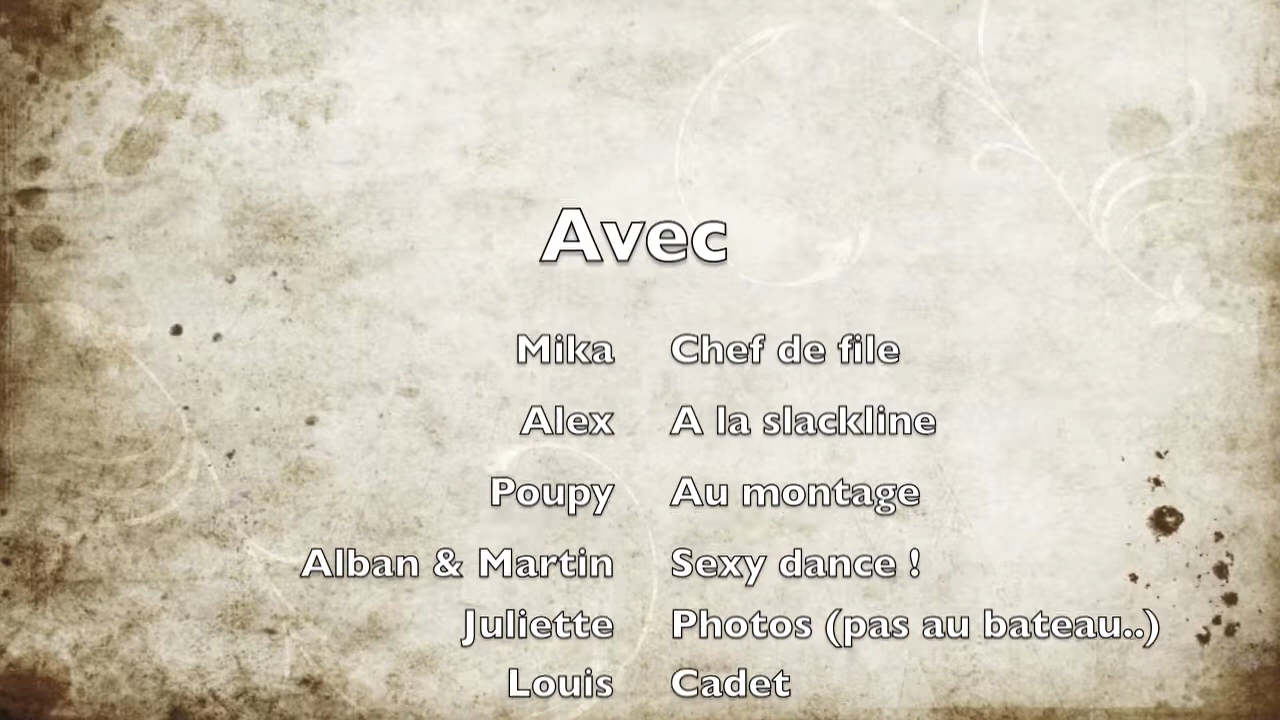 Avec
Mika Chef de file
Alex A la slackline
Poupy Au montage
Alban & Martin Sexy dance !
Juliette Photos (pas au bateau..)
Louis Cadet